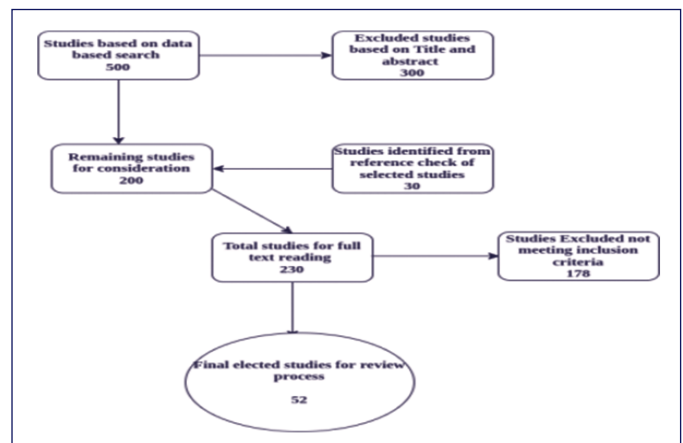 Studies based on data
based search
500
Excluded studies
based on Title and
abstract
300
Remaining studies
for consideration
200
Studies identified from
reference check of
selected studies
30
Total studies for full
text reading
230
Studies Excluded not
meeting inclusion
criteria
178
Final elected studies for review
process
52